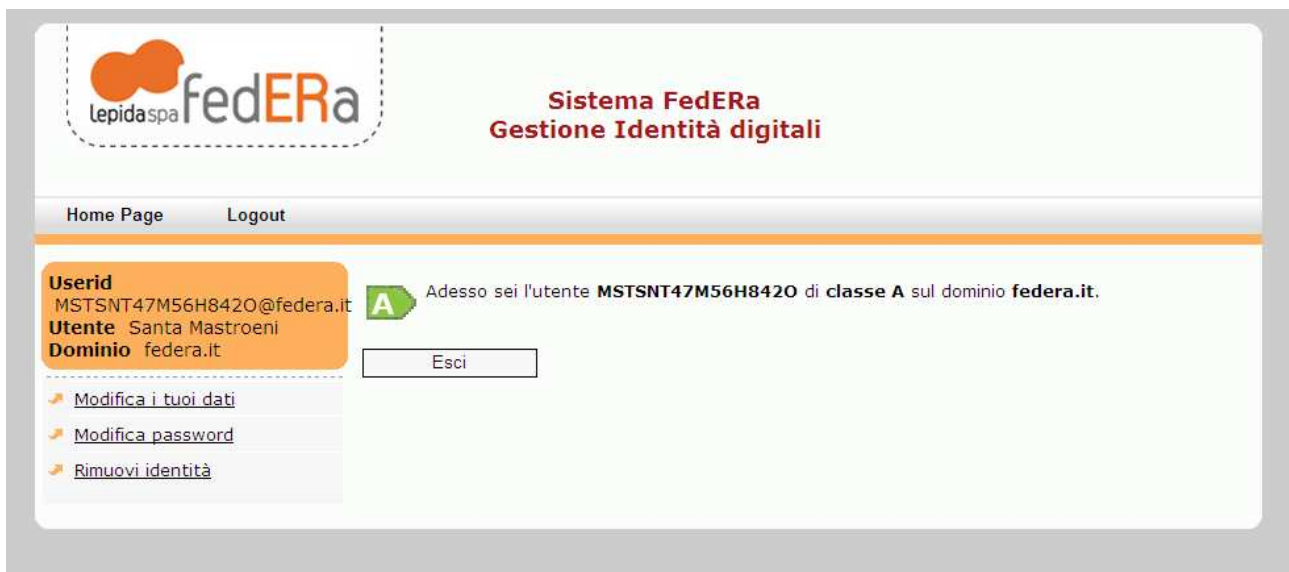 lepidaspa fedERa
Sistema FedERa
Gestione Identità digitali
Home Page Logout
Userid
MSTSNT47M56H842O@federa.it
Utente Santa Mastroeni
Dominio federa.it
A Adesso sei l'utente MSTSNT47M56H842O di classe A sul dominio federa.it.
Esci
Modifica i tuoi dati
Modifica password
Rimuovi identità